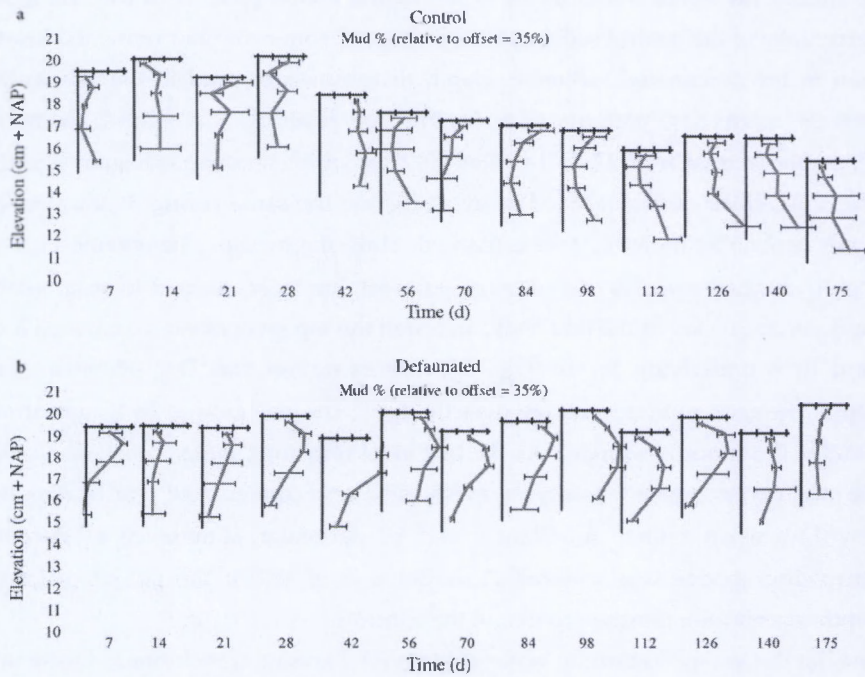 a
Control
Mud % (relative to offset = 35%)
Elevation (cm + NAP)
21
20
19
18
17
16
15
14
13
12
11
10
7 14 21 28 42 56 70 84 98 112 126 140 175
Time (d)
b
Defaunated
Mud % (relative to offset = 35%)
Elevation (cm + NAP)
21
20
19
18
17
16
15
14
13
12
11
10
7 14 21 28 42 56 70 84 98 112 126 140 175
Time (d)